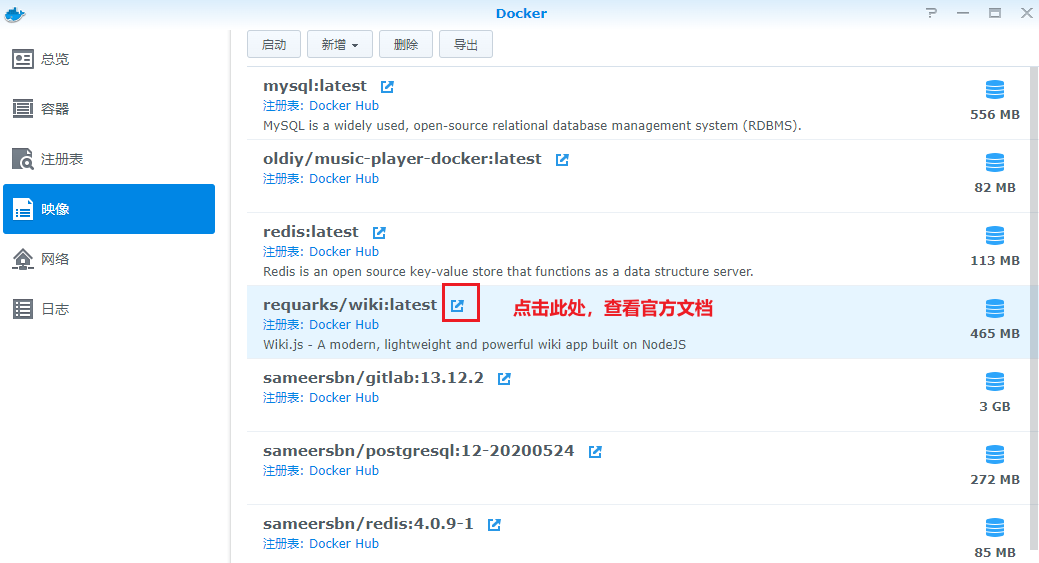 Docker
总览
容器
注册表
映像
网络
日志
启动 新增 删除 导出
mysql:latest
注册表: Docker Hub
MySQL is a widely used, open-source relational database management system (RDBMS).
556 MB
oldiy/music-player-docker:latest
注册表: Docker Hub
82 MB
redis:latest
注册表: Docker Hub
Redis is an open source key-value store that functions as a data structure server.
113 MB
requarks/wiki:latest 点击此处，查看官方文档
注册表: Docker Hub
Wiki.js - A modern, lightweight and powerful wiki app built on NodeJS
465 MB
sameersbn/gitlab:13.12.2
注册表: Docker Hub
3 GB
sameersbn/postgresql:12-20200524
注册表: Docker Hub
272 MB
sameersbn/redis:4.0.9-1
注册表: Docker Hub
85 MB